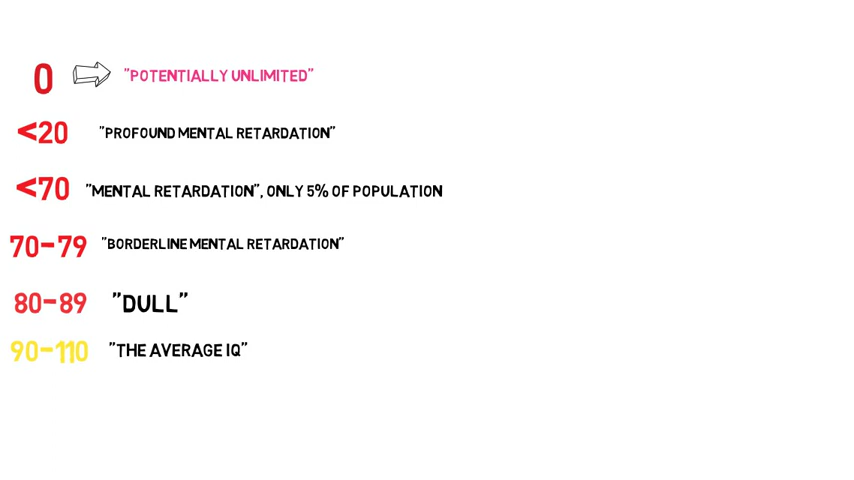 0 "POTENTIALLY UNLIMITED"
<20 "PROFOUND MENTAL RETARDATION"
<70 "MENTAL RETARDATION", ONLY 5% OF POPULATION
70-79 "BORDERLINE MENTAL RETARDATION"
80-89 "DULL"
90-110 "THE AVERAGE IQ"